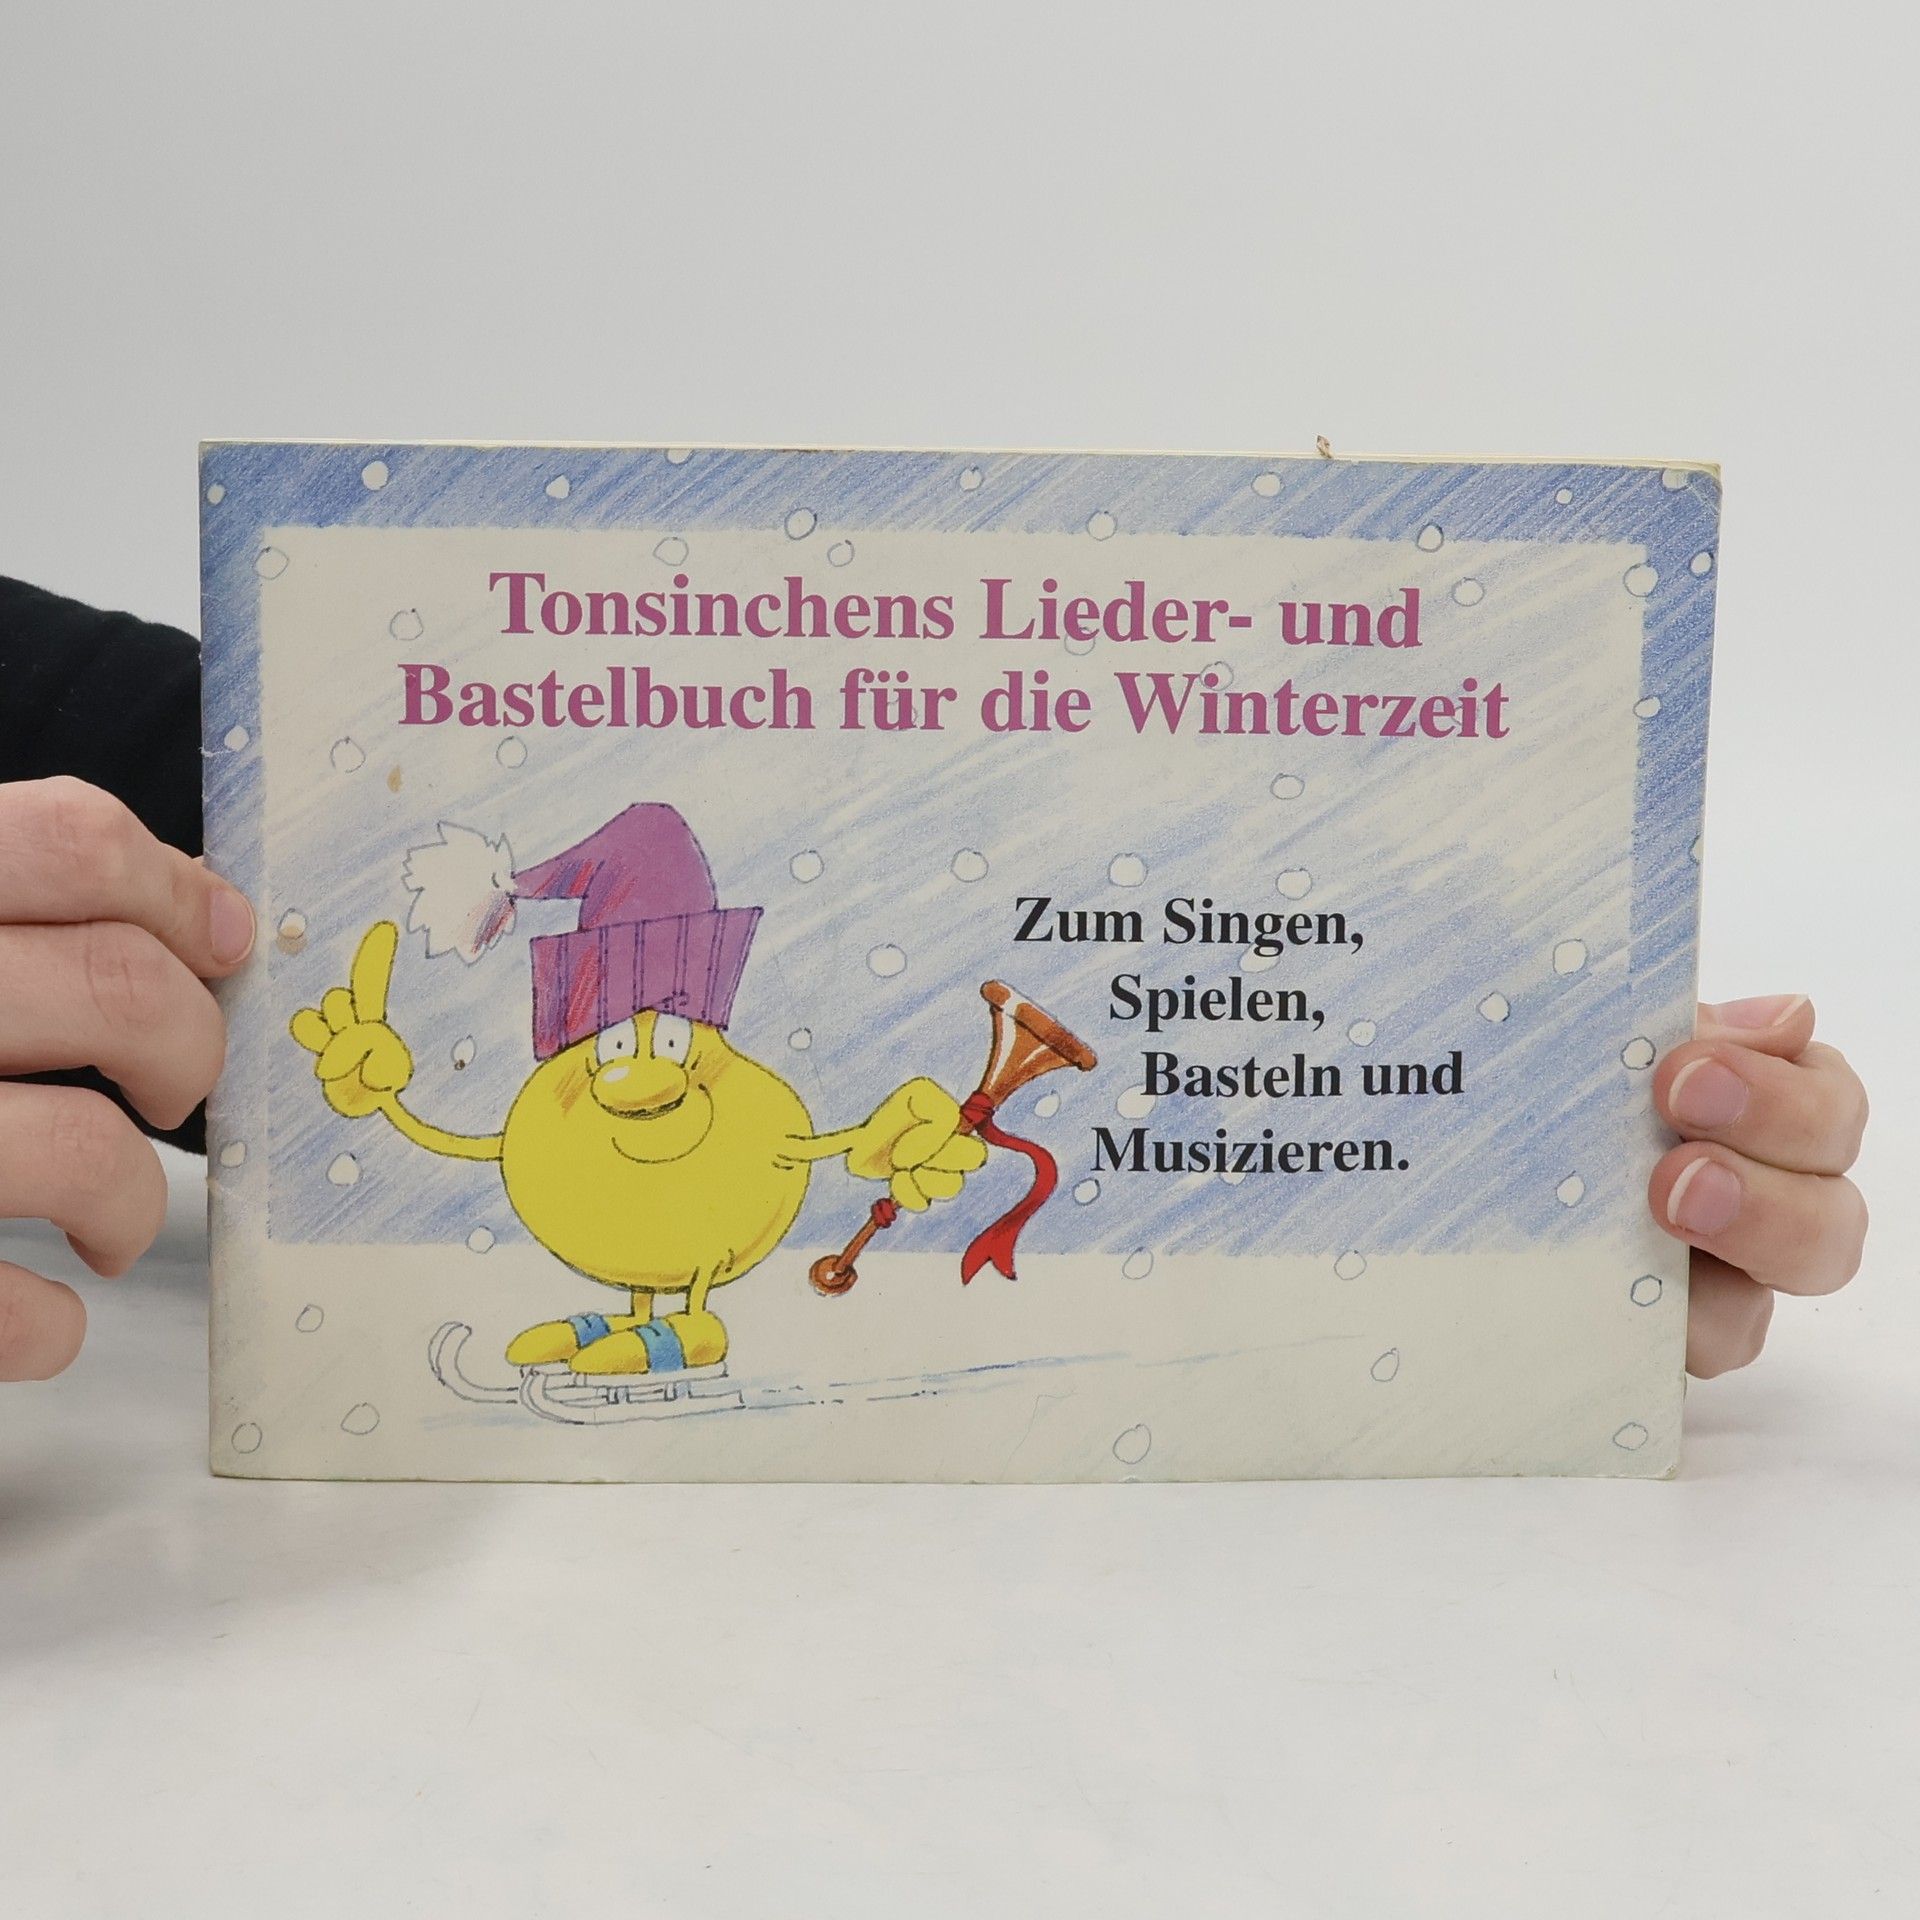 Tonsinchens Lieder- und
Bastelbuch für die Winterzeit
Zum Singen,
Spielen,
Basteln und
Musizieren.